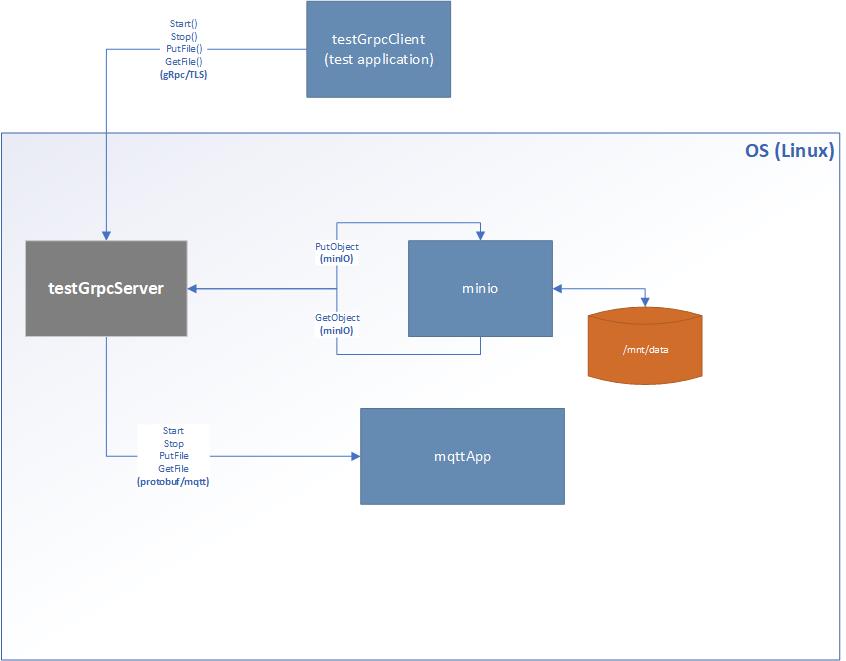 Start()
Stop()
PutFile()
GetFile()
(gRpc/TLS)
testGrpcClient
(test application)
OS (Linux)
testGrpcServer
PutObject
(minIO)
GetObject
(minIO)
minio
/mnt/data
Start
Stop
PutFile
GetFile
(protobuf/mqtt)
mqttApp